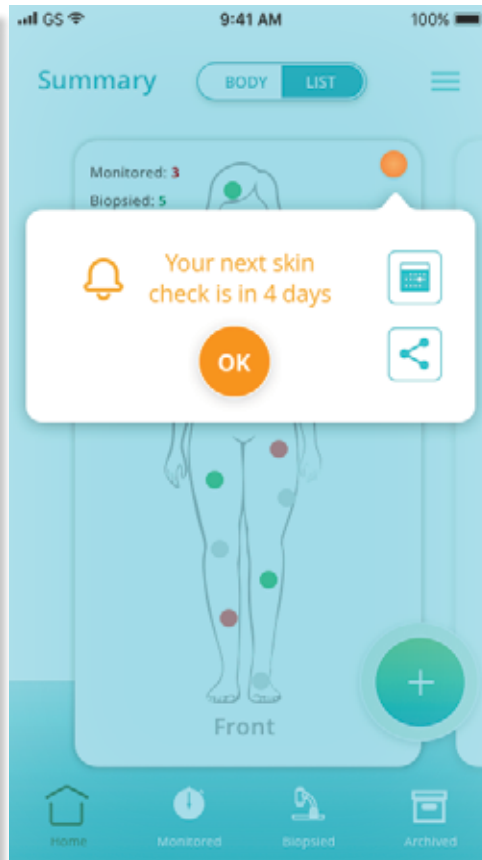 GS 9:41 AM 100%
Summary BODY LIST
Monitored: 3
Biopsied: 5
Your next skin
check is in 4 days
OK
Front
Home Monitored Biopsied Archived